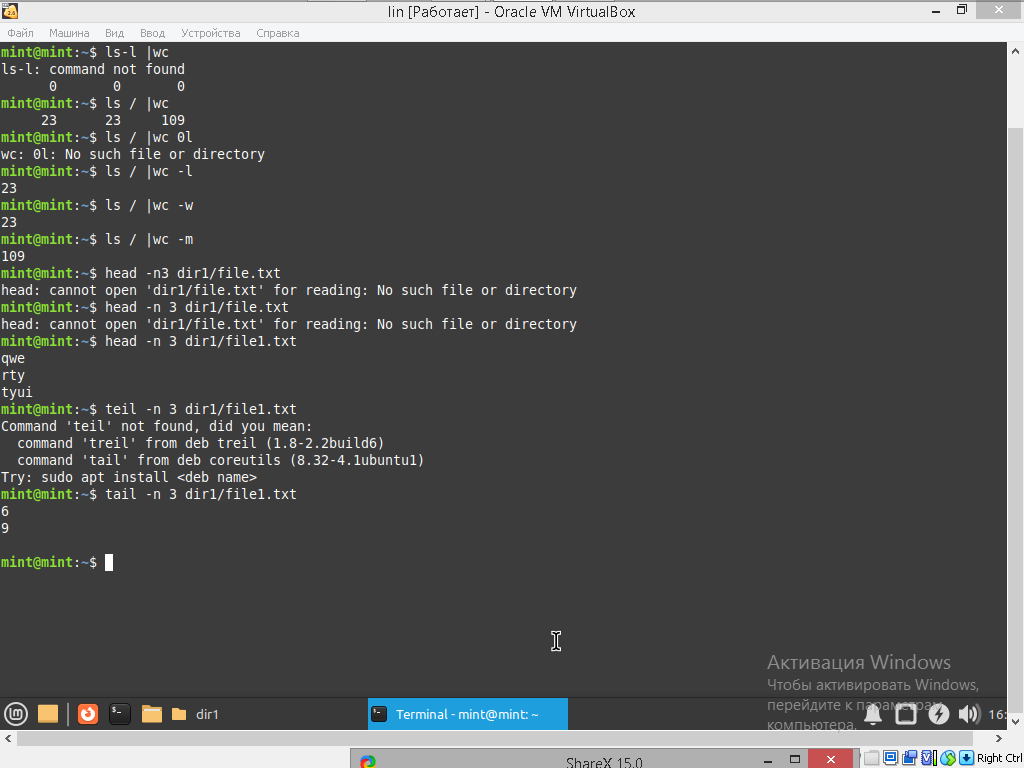 lin [Работает] - Oracle VM VirtualBox
Файл Машина Вид Ввод Устройства Справка
mint@mint:~$ ls-l |wc
ls-l: command not found
      0       0       0
mint@mint:~$ ls / |wc
     23      23     109
mint@mint:~$ ls / |wc 0l
wc: 0l: No such file or directory
mint@mint:~$ ls / |wc -l
23
mint@mint:~$ ls / |wc -w
23
mint@mint:~$ ls / |wc -m
109
mint@mint:~$ head -n3 dir1/file.txt
head: cannot open 'dir1/file.txt' for reading: No such file or directory
mint@mint:~$ head -n 3 dir1/file.txt
head: cannot open 'dir1/file.txt' for reading: No such file or directory
mint@mint:~$ head -n 3 dir1/file1.txt
qwe
rty
tyui
mint@mint:~$ teil -n 3 dir1/file1.txt
Command 'teil' not found, did you mean:
  command 'treil' from deb treil (1.8-2.2build6)
  command 'tail' from deb coreutils (8.32-4.1ubuntu1)
Try: sudo apt install <deb name>
mint@mint:~$ tail -n 3 dir1/file1.txt
6
9
mint@mint:~$
Активация Windows
Чтобы активировать Windows,
перейдите к параметрам
компьютера.
dir1
Terminal - mint@mint: ~
16:
ShareX 15.0
Right Ctrl